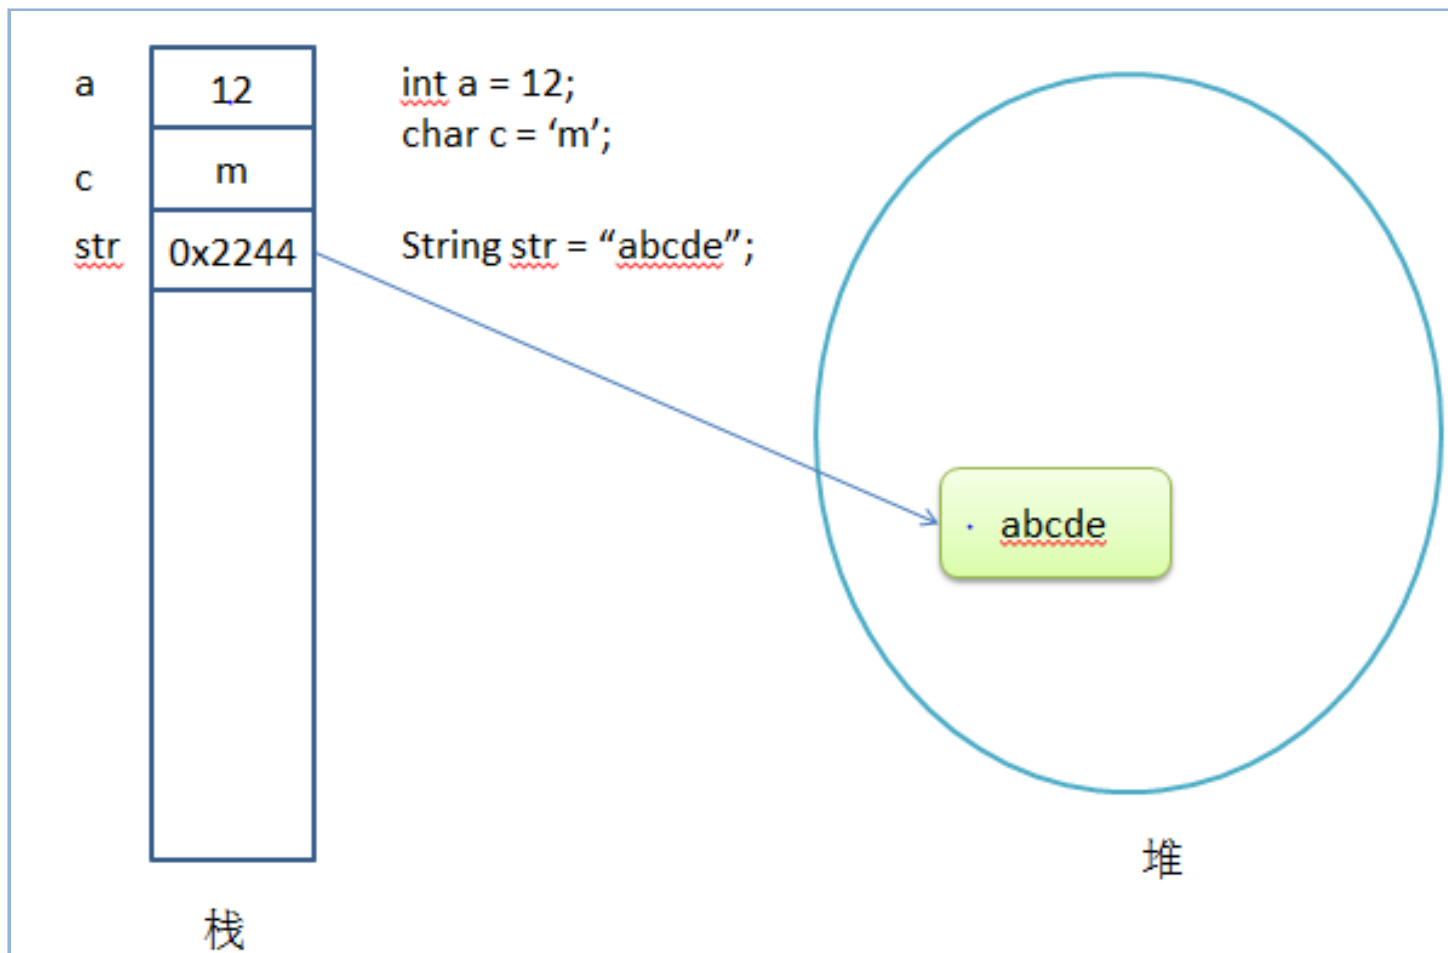 a
12
int a = 12;
char c = ‘m’;
c
m
str
0x2244
String str = “abcde”;
abcde
堆
栈